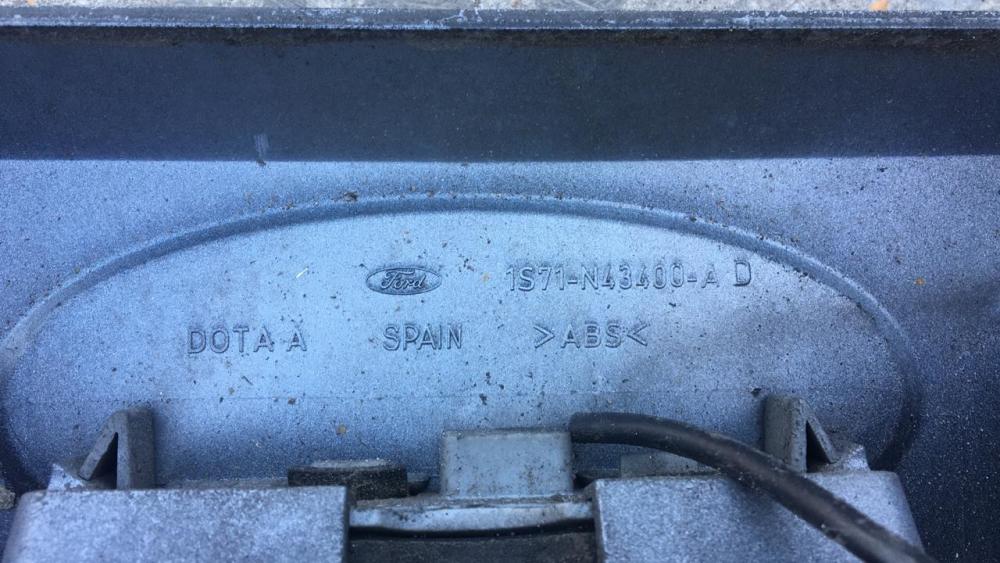 Ford 1S71-N43400-A D
DOTA A SPAIN >ABS<